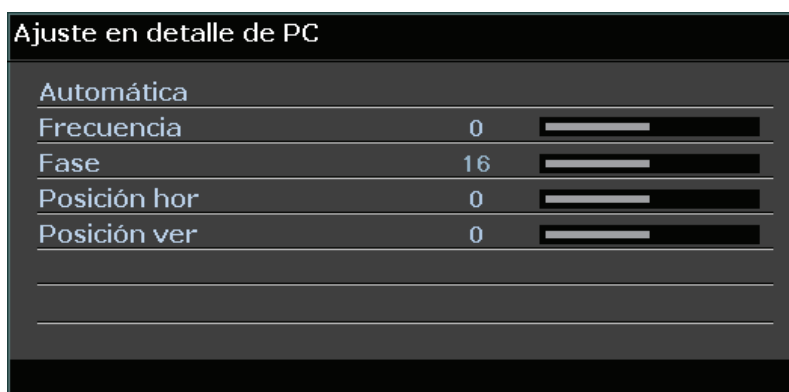 Ajuste en detalle de PC
Automática
Frecuencia 0
Fase 16
Posición hor 0
Posición ver 0